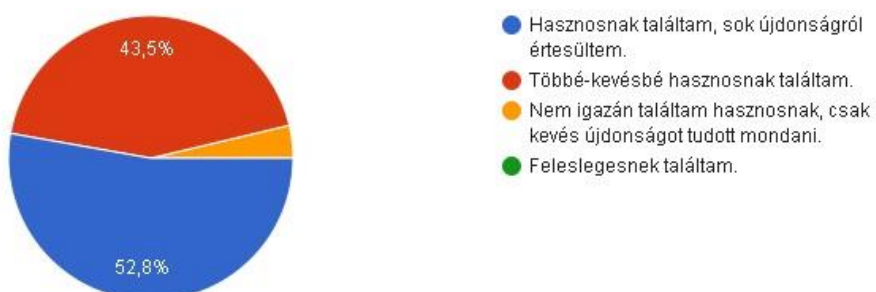 43,5%
52,8%
Hasznosnak találtam, sok újdonságról
értesültem.
Többé-kevésbé hasznosnak találtam.
Nem igazán találtam hasznosnak, csak
kevés újdonságot tudott mondani.
Feleslegesnek találtam.